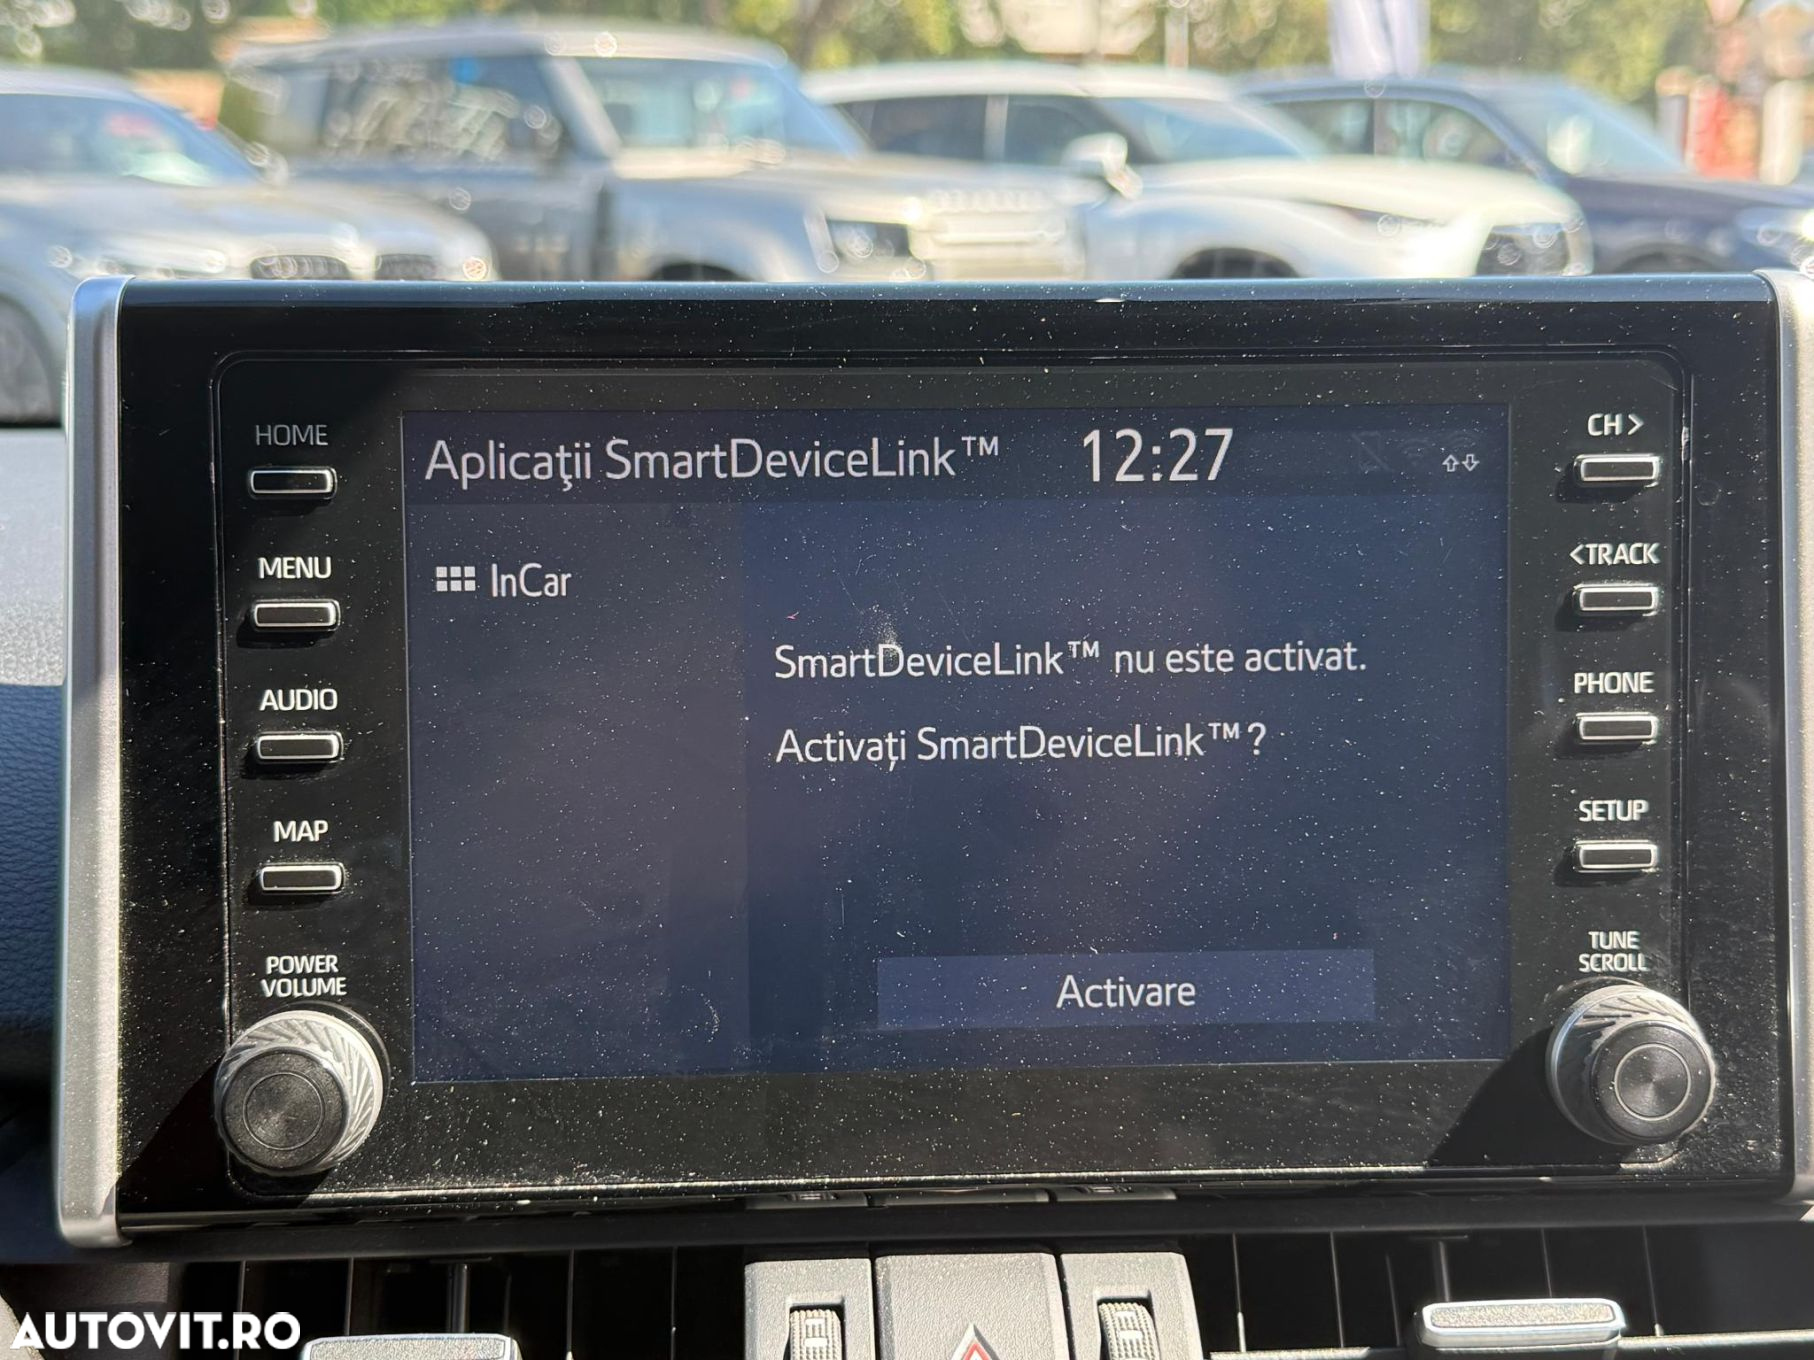 HOME
MENU
AUDIO
MAP
POWER
VOLUME
Aplicaţii SmartDeviceLink™ 12:27
InCar
SmartDeviceLink™ nu este activat.
Activați SmartDeviceLink™?
Activare
CH >
<TRACK
PHONE
SETUP
TUNE
SCROLL
AUTOVIT.RO